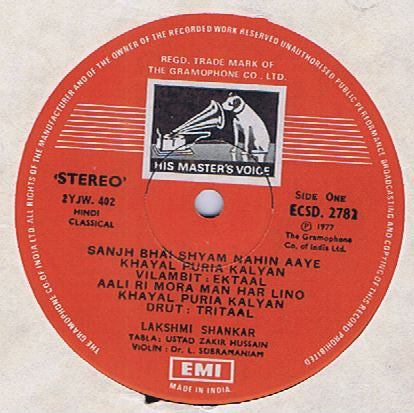 ALL RIGHTS OF THE MANUFACTURER AND OF THE OWNER OF THE RECORDED WORK RESERVED UNAUTHORISED PUBLIC PERFORMANCE BROADCASTING AND COPYING OF THIS RECORD PROHIBITED
THE GRAMOPHONE CO. OF INDIA LTD.
REGD. TRADE MARK OF
THE GRAMOPHONE CO., LTD.
HIS MASTER'S VOICE
'STEREO'
2YJW. 402
HINDI
CLASSICAL
SIDE ONE
ECSD. 2782
Ⓟ 1977
The Gramophone
Co. of India Ltd.
SANJH BHAI SHYAM NAHIN AAYE
KHAYAL PURIA KALYAN
VILAMBIT : EKTAAL
AALI RI MORA MAN HAR LINO
KHAYAL PURIA KALYAN
DRUT : TRITAAL
LAKSHMI SHANKAR
TABLA: USTAD ZAKIR HUSSAIN
VIOLIN : Dr. L. SUBRAMANIAM
EMI
MADE IN INDIA